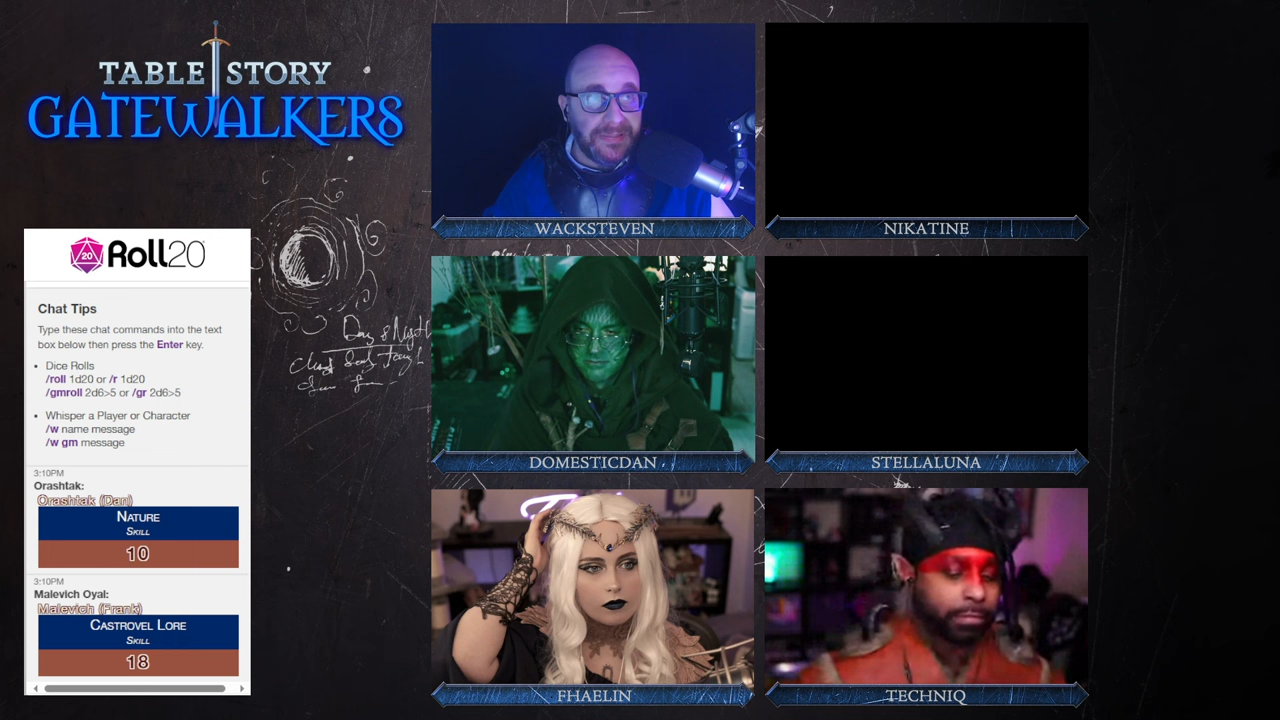 TABLE STORY
GATEWALKERS
WACKSTEVEN
NIKATINE
20
Roll20
Chat Tips
Type these chat commands into the text
box below then press the Enter key.
• Dice Rolls
/roll 1d20 or /r 1d20
/gmroll 2d6>5 or /gr 2d6>5
• Whisper a Player or Character
/w name message
/w gm message
3:10PM
Orashtak:
Orashtak (Dan)
NATURE
SKILL
10
3:10PM
Malevich Oyal:
Malevich (Frank)
CASTROVEL LORE
SKILL
18
Day & Night
DOMESTICDAN
STELLALUNA
FHAELIN
TECHNIQ